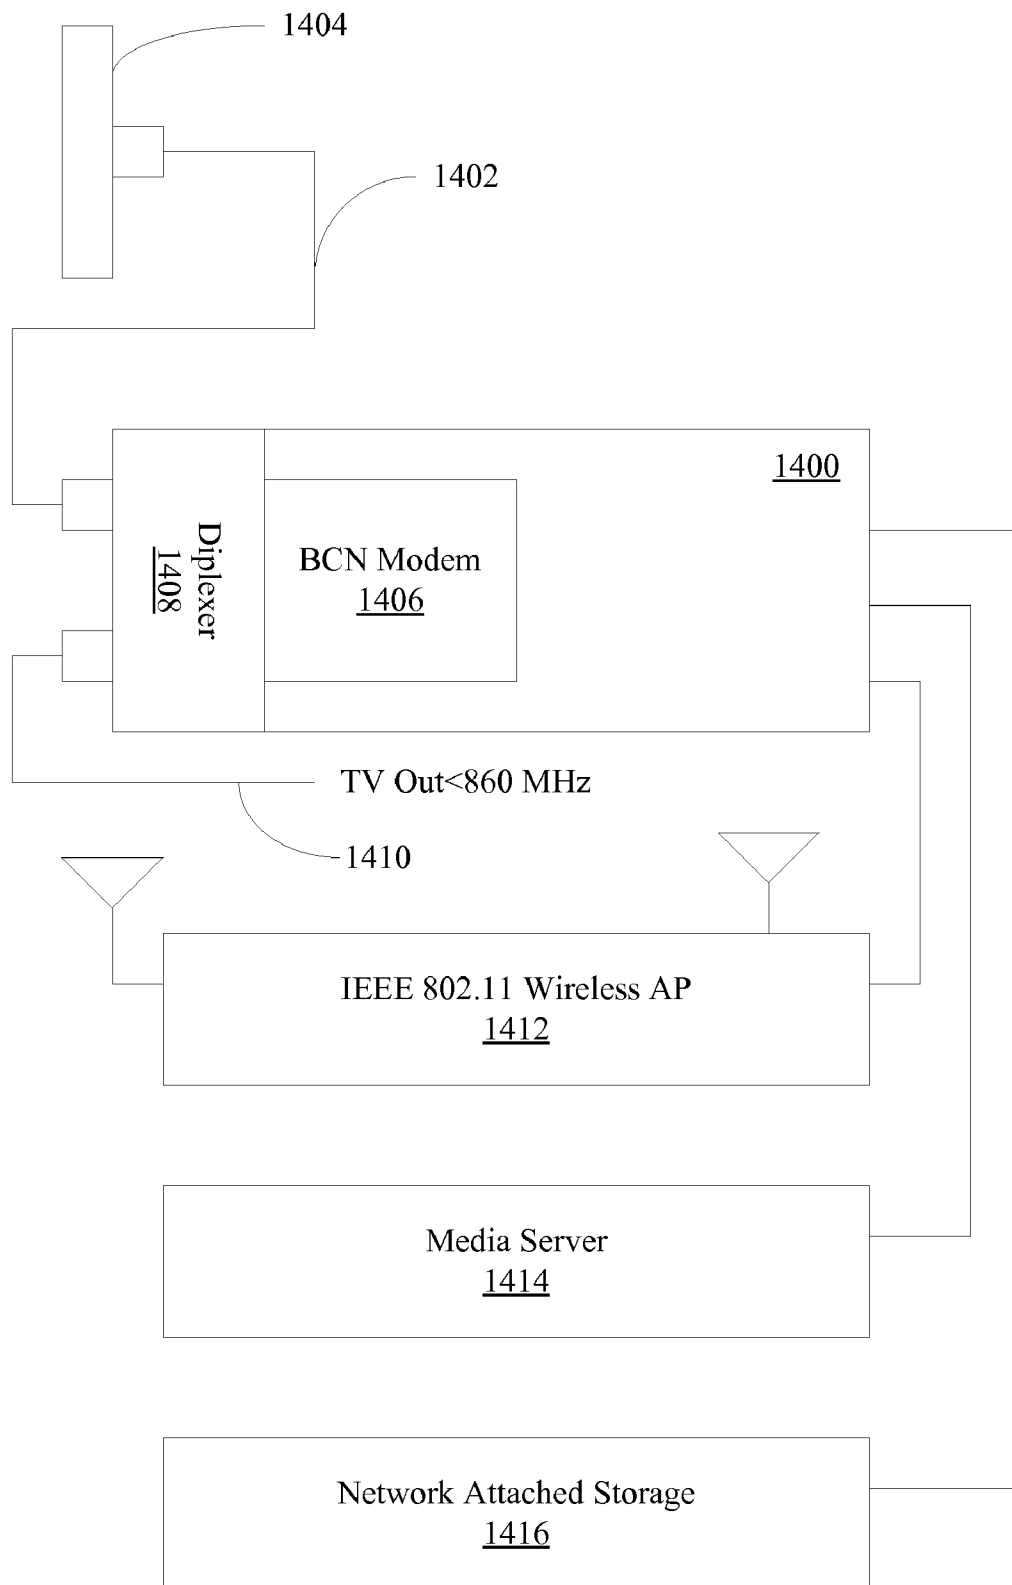 1404
1402
1400
Diplexer
1408
BCN Modem
1406
TV Out<860 MHz
1410
IEEE 802.11 Wireless AP
1412
Media Server
1414
Network Attached Storage
1416